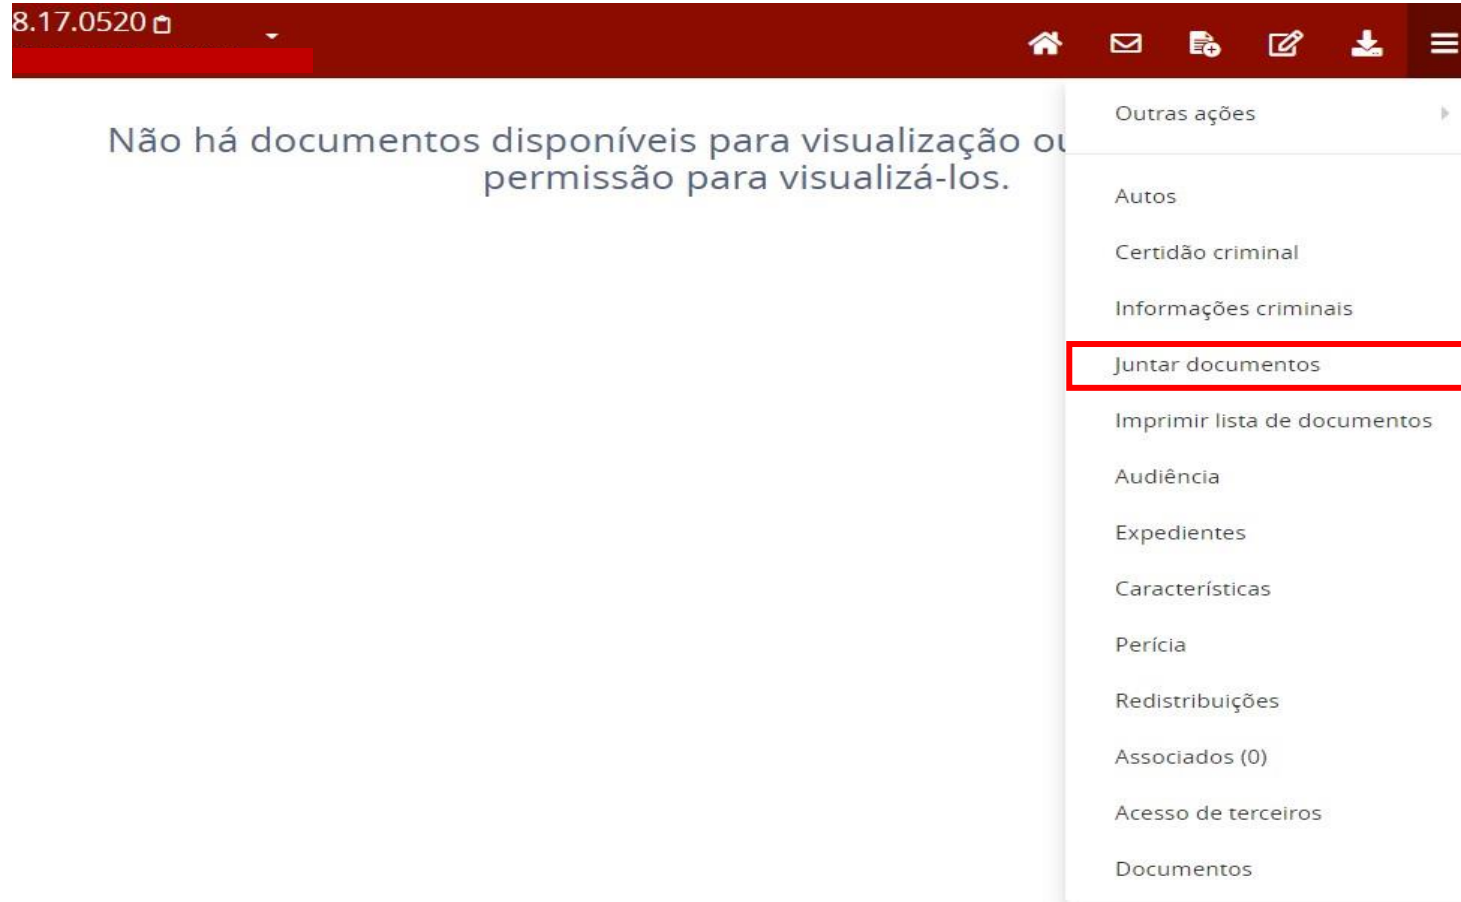 8.17.0520
Não há documentos disponíveis para visualização ou
permissão para visualizá-los.
Outras ações
Autos
Certidão criminal
Informações criminais
Juntar documentos
Imprimir lista de documentos
Audiência
Expedientes
Características
Perícia
Redistribuições
Associados (0)
Acesso de terceiros
Documentos